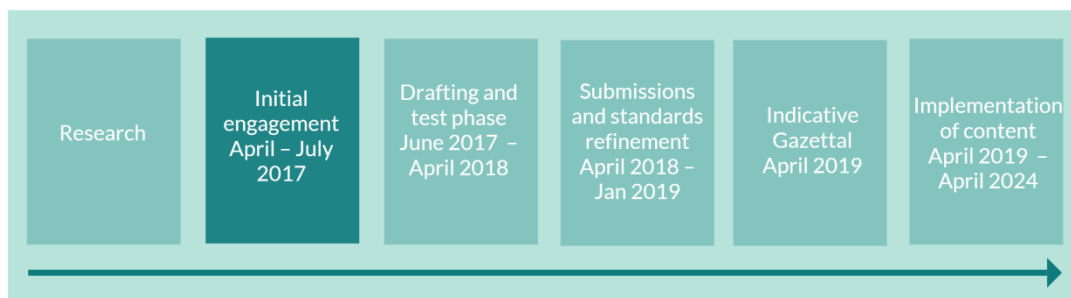 Research
Initial
engagement
April – July
2017
Drafting and
test phase
June 2017 –
April 2018
Submissions
and standards
refinement
April 2018 –
Jan 2019
Indicative
Gazettal
April 2019
Implementation
of content
April 2019 –
April 2024